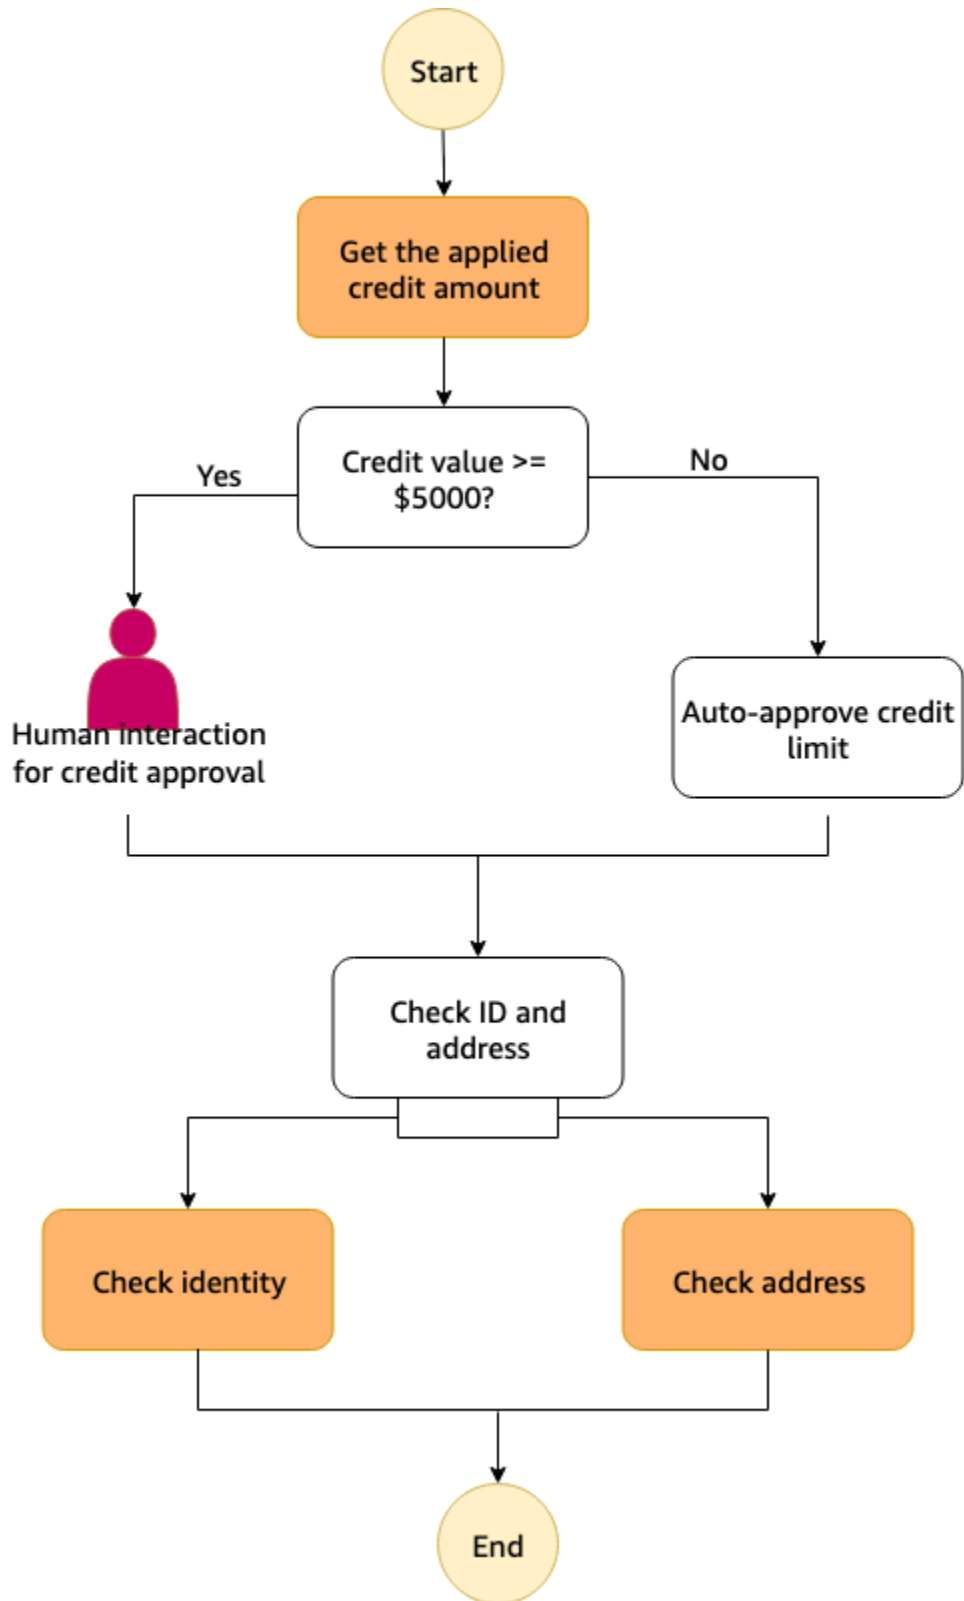 Start
Get the applied
credit amount
Credit value >=
$5000?
Yes
No
Human interaction
for credit approval
Auto-approve credit
limit
Check ID and
address
Check identity
Check address
End